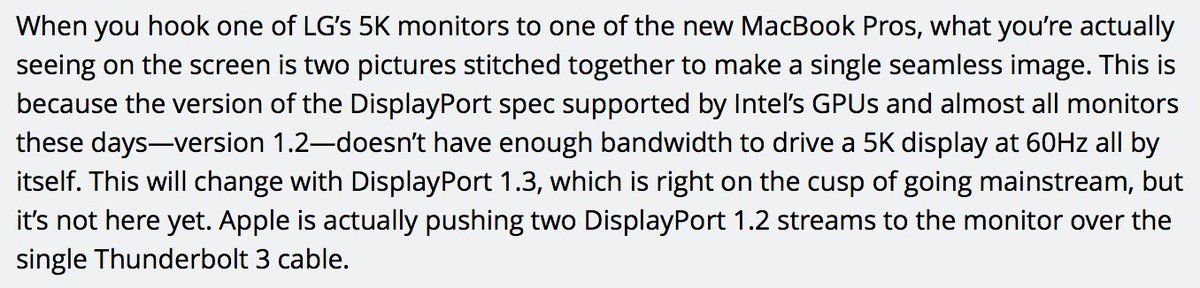 When you hook one of LG’s 5K monitors to one of the new MacBook Pros, what you’re actually
seeing on the screen is two pictures stitched together to make a single seamless image. This is
because the version of the DisplayPort spec supported by Intel’s GPUs and almost all monitors
these days—version 1.2—doesn’t have enough bandwidth to drive a 5K display at 60Hz all by
itself. This will change with DisplayPort 1.3, which is right on the cusp of going mainstream, but
it’s not here yet. Apple is actually pushing two DisplayPort 1.2 streams to the monitor over the
single Thunderbolt 3 cable.